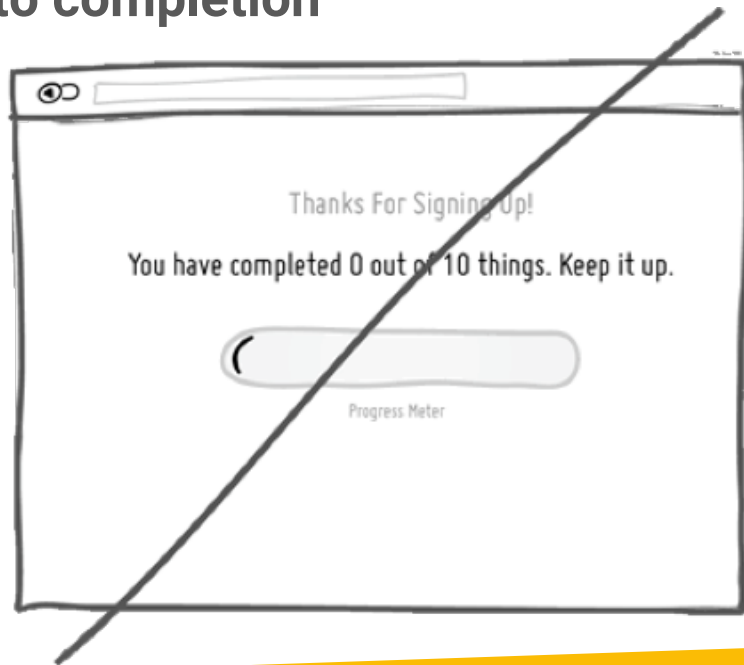 to completion
Thanks For Signing Up!
You have completed 0 out of 10 things. Keep it up.
Progress Meter